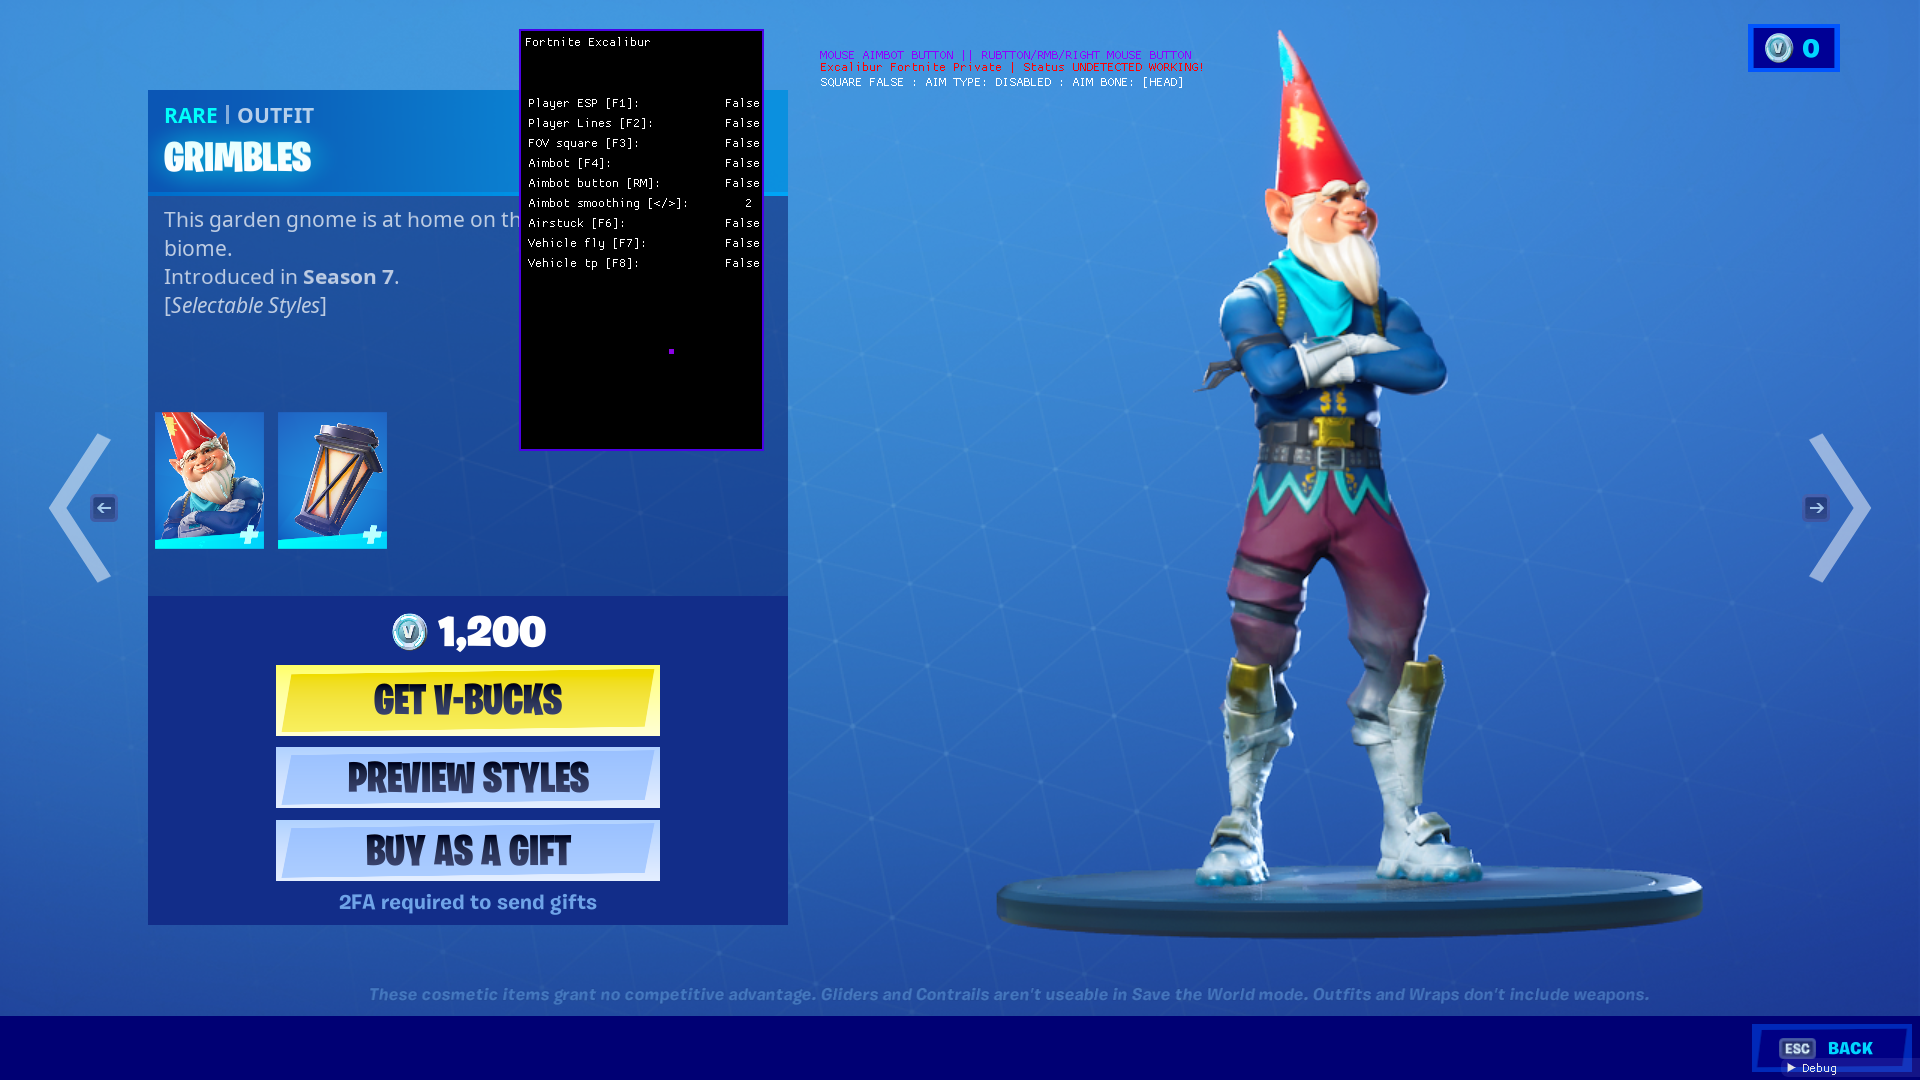 Fortnite Excalibur
Player ESP [F1]: False
Player Lines [F2]: False
FOV square [F3]: False
Aimbot [F4]: False
Aimbot button [RM]: False
Aimbot smoothing [</>]: 2
Airstuck [F6]: False
Vehicle fly [F7]: False
Vehicle tp [F8]: False
MOUSE AIMBOT BUTTON || RUBTTON/RMB/RIGHT MOUSE BUTTON
Excalibur Fortnite Private | Status UNDETECTED WORKING!
SQUARE FALSE : AIM TYPE: DISABLED : AIM BONE: [HEAD]
V 0
RARE | OUTFIT
GRIMBLES
This garden gnome is at home on th
biome.
Introduced in Season 7.
[Selectable Styles]
V 1,200
GET V-BUCKS
PREVIEW STYLES
BUY AS A GIFT
2FA required to send gifts
These cosmetic items grant no competitive advantage. Gliders and Contrails aren't useable in Save the World mode. Outfits and Wraps don't include weapons.
ESC BACK
Debug